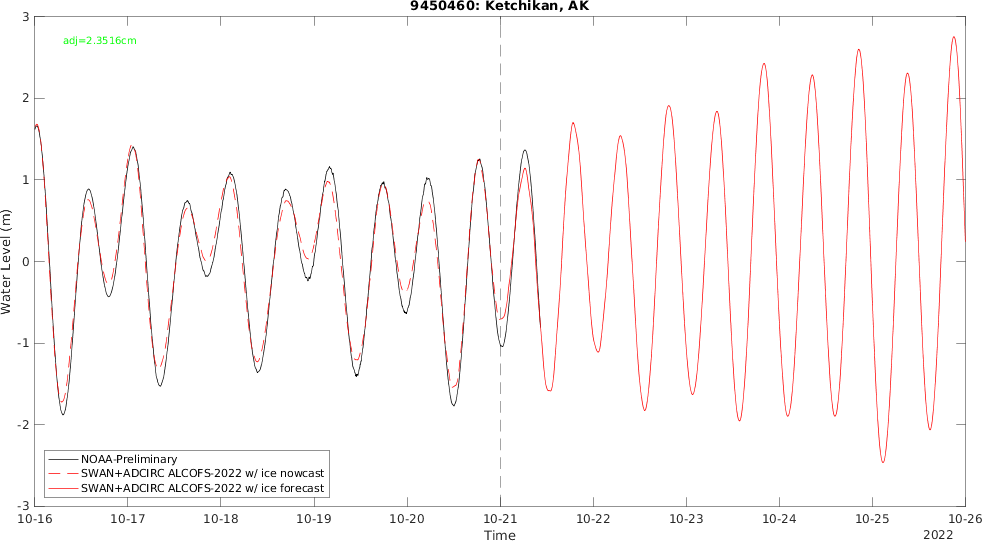 9450460: Ketchikan, AK
adj=2.3516cm
3
2
1
0
-1
-2
-3
Water Level (m)
NOAA-Preliminary
SWAN+ADCIRC ALCOFS-2022 w/ ice nowcast
SWAN+ADCIRC ALCOFS-2022 w/ ice forecast
10-16 10-17 10-18 10-19 10-20 10-21 10-22 10-23 10-24 10-25 10-26
Time
2022